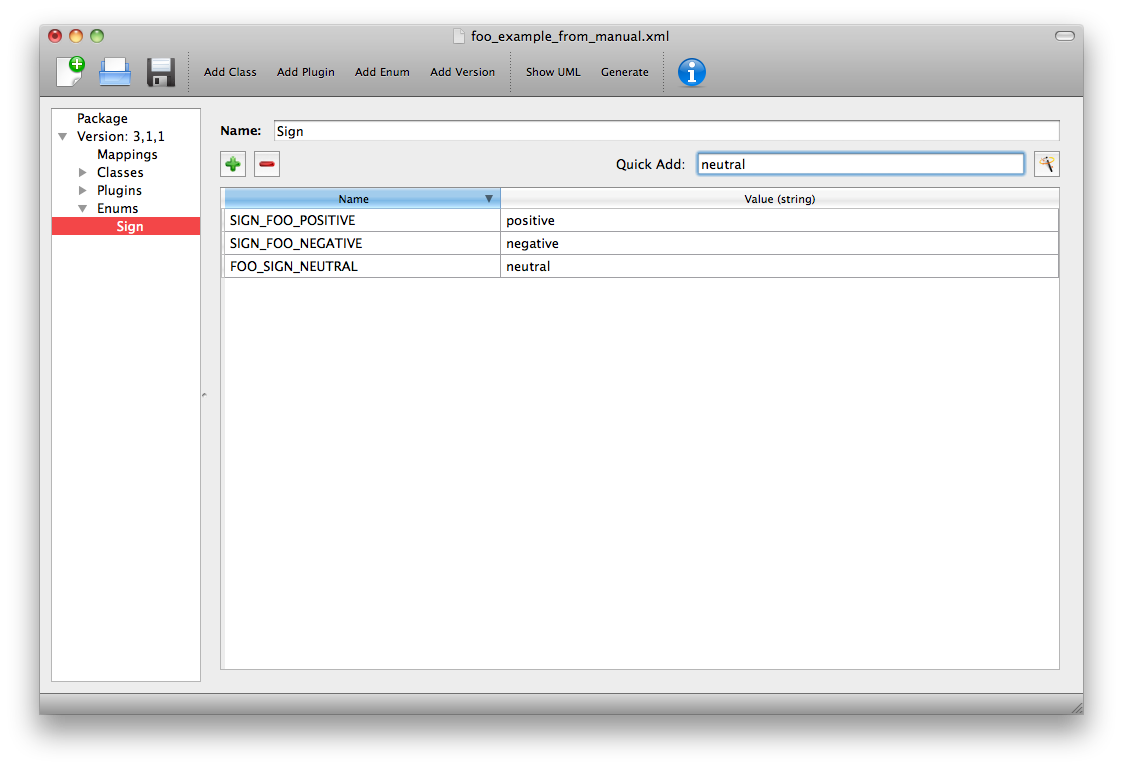 foo_example_from_manual.xml
Add Class Add Plugin Add Enum Add Version Show UML Generate
Package
Version: 3,1,1
Mappings
Classes
Plugins
Enums
Sign
Name: Sign
Quick Add: neutral
Name Value (string)
SIGN_FOO_POSITIVE positive
SIGN_FOO_NEGATIVE negative
FOO_SIGN_NEUTRAL neutral